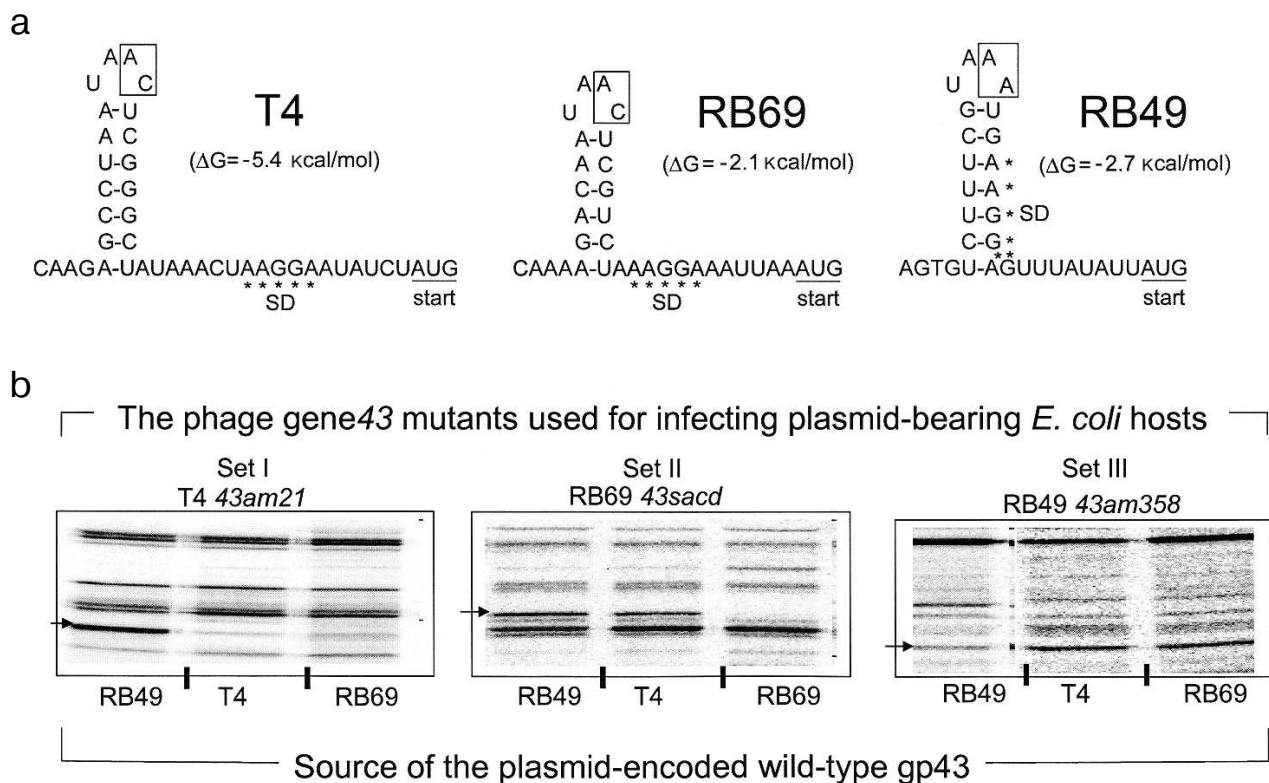 a
T4
(ΔG= -5.4 Kcal/mol)
A A
U C
A-U
A C
U-G
C-G
C-G
G-C
CAAGA-UAUAAACUAAGGAAUAUCUAUG
* * * * *
SD
start
RB69
(ΔG= -2.1 Kcal/mol)
A A
U C
A-U
A C
C-G
A-U
G-C
CAAAA-UAAAGGAAAUUAAAUG
* * * * *
SD
start
RB49
(ΔG= -2.7 Kcal/mol)
A A
U A
G-U
C G
U-A *
U-A *
U-G * SD
C-G *
* *
AGTGU-AGUUUAUAUUAUG
start
b
The phage gene43 mutants used for infecting plasmid-bearing E. coli hosts
Set I
T4 43am21
RB49
T4
RB69
Set II
RB69 43sacd
RB49
T4
RB69
Set III
RB49 43am358
RB49
T4
RB69
Source of the plasmid-encoded wild-type gp43